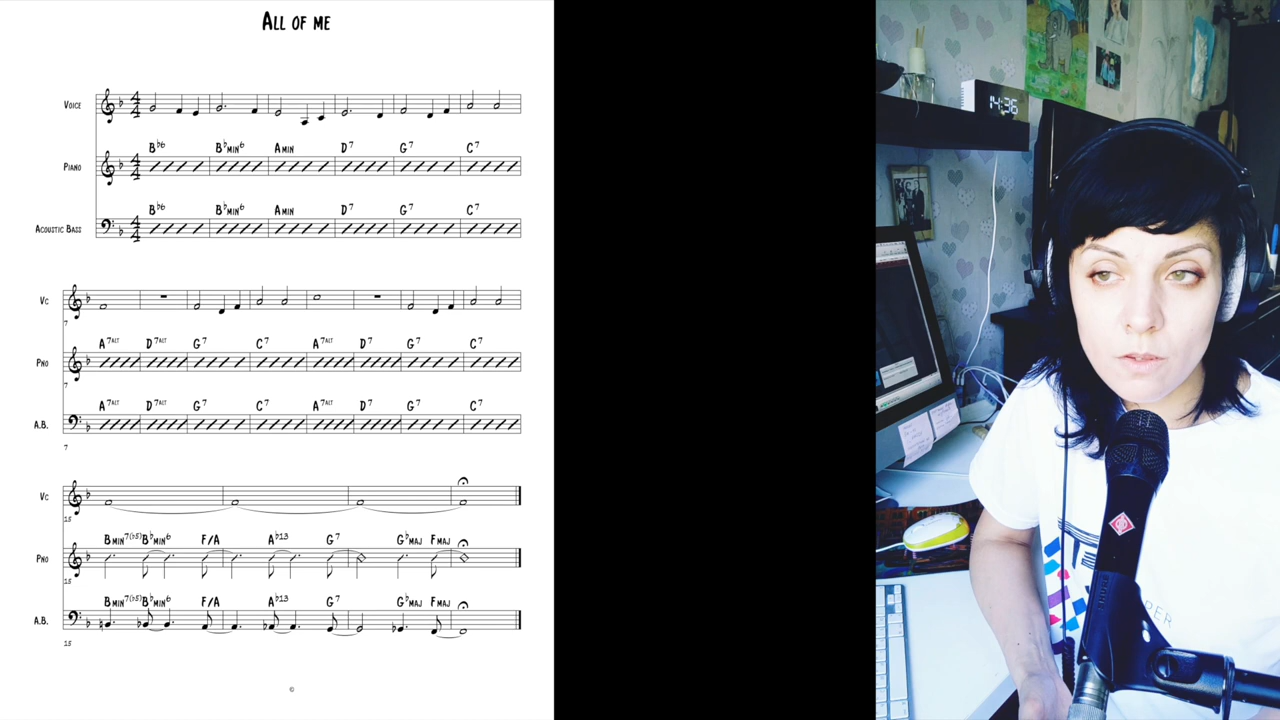 All of me
Voice
Piano
B♭6 B♭min6 Amin D7 G7 C7
Acoustic Bass
B♭6 B♭min6 Amin D7 G7 C7
Vc
7
Pno
A7alt D7alt G7 C7 A7alt D7 G7 C7
7
A.B.
A7alt D7alt G7 C7 A7alt D7 G7 C7
7
Vc
15
Pno
Bmin7(♭5) B♭min6 F/A A♭13 G7 G♭maj Fmaj
15
A.B.
Bmin7(♭5) B♭min6 F/A A♭13 G7 G♭maj Fmaj
15
©
14:36